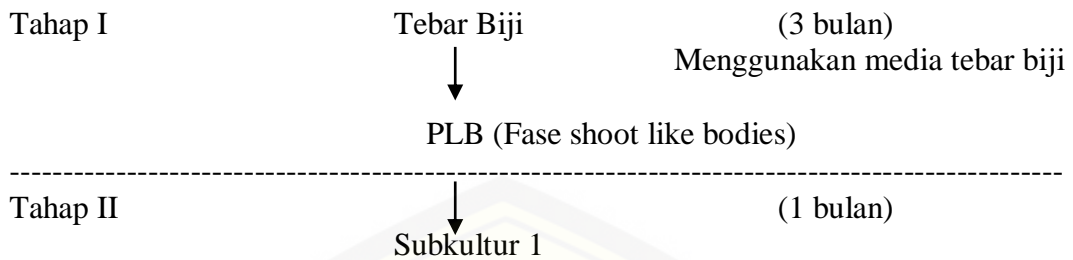 Tahap I Tebar Biji (3 bulan)
Menggunakan media tebar biji
PLB (Fase shoot like bodies)
Tahap II (1 bulan)
Subkultur 1